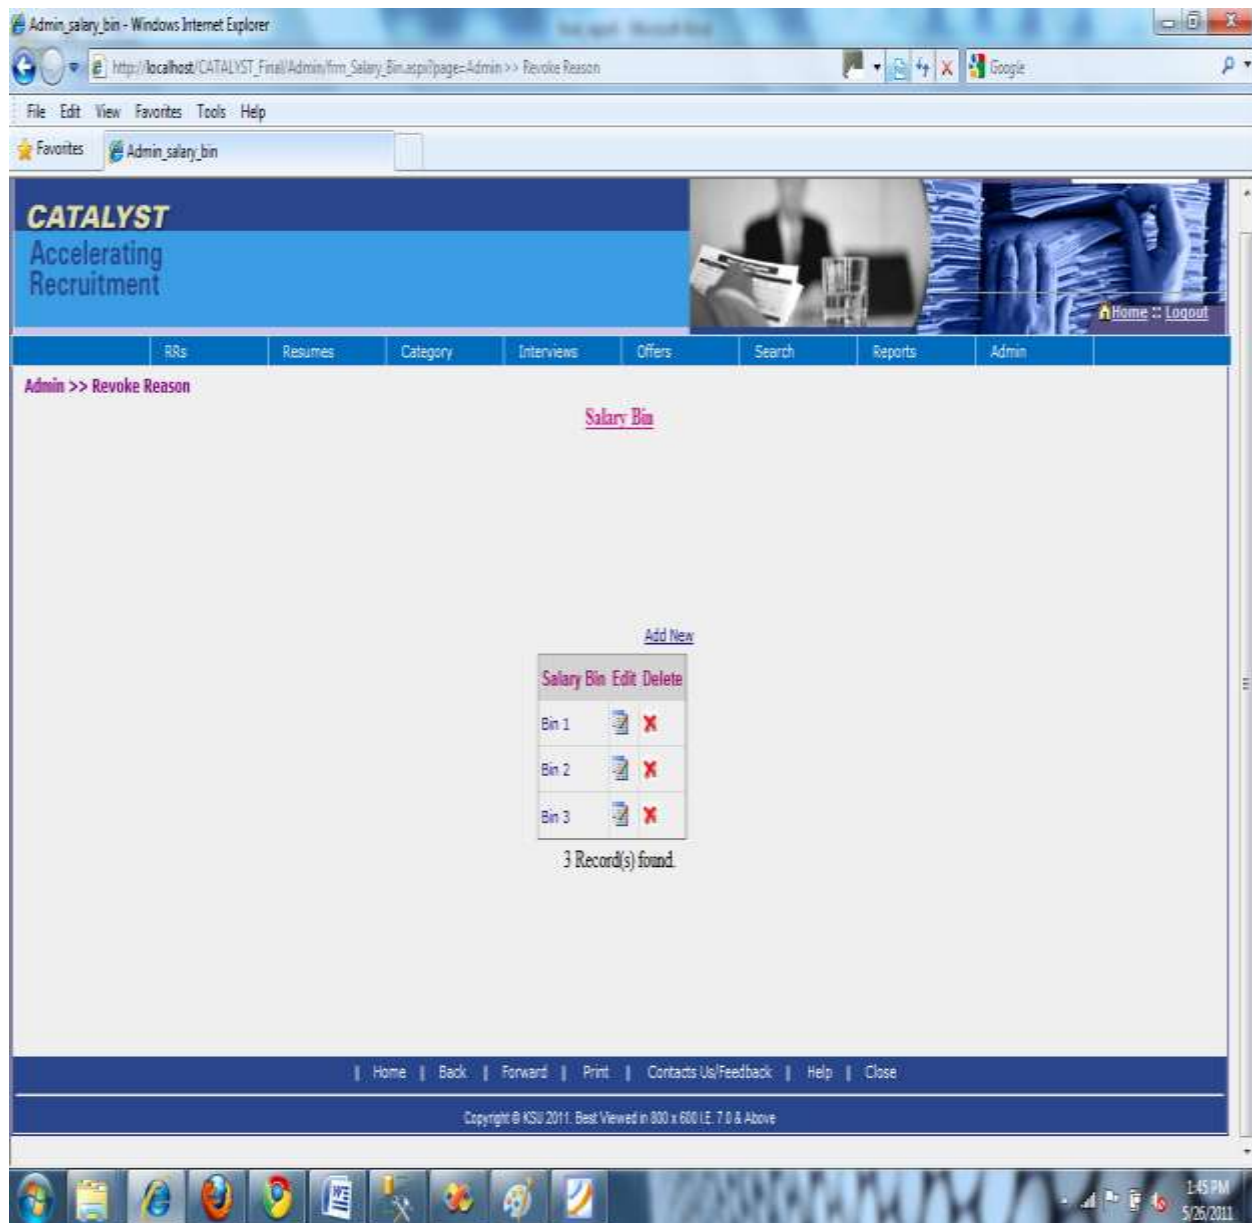 Admin_salary_bin - Windows Internet Explorer
http://localhost/CATALYST_Final/Admin/frm_Salary_Bin.aspx?page=Admin >> Revoke Reason
Google
File Edit View Favorites Tools Help
Favorites Admin_salary_bin
CATALYST
Accelerating
Recruitment
Home :: Logout
RRs Resumes Category Interviews Offers Search Reports Admin
Admin >> Revoke Reason
Salary Bin
Add New
Salary Bin Edit Delete
Bin 1
Bin 2
Bin 3
3 Record(s) found.
| Home | Back | Forward | Print | Contacts Us/Feedback | Help | Close
Copyright © KSU 2011. Best Viewed in 800 x 600 I.E. 7.0 & Above
1:45 PM
5/26/2011